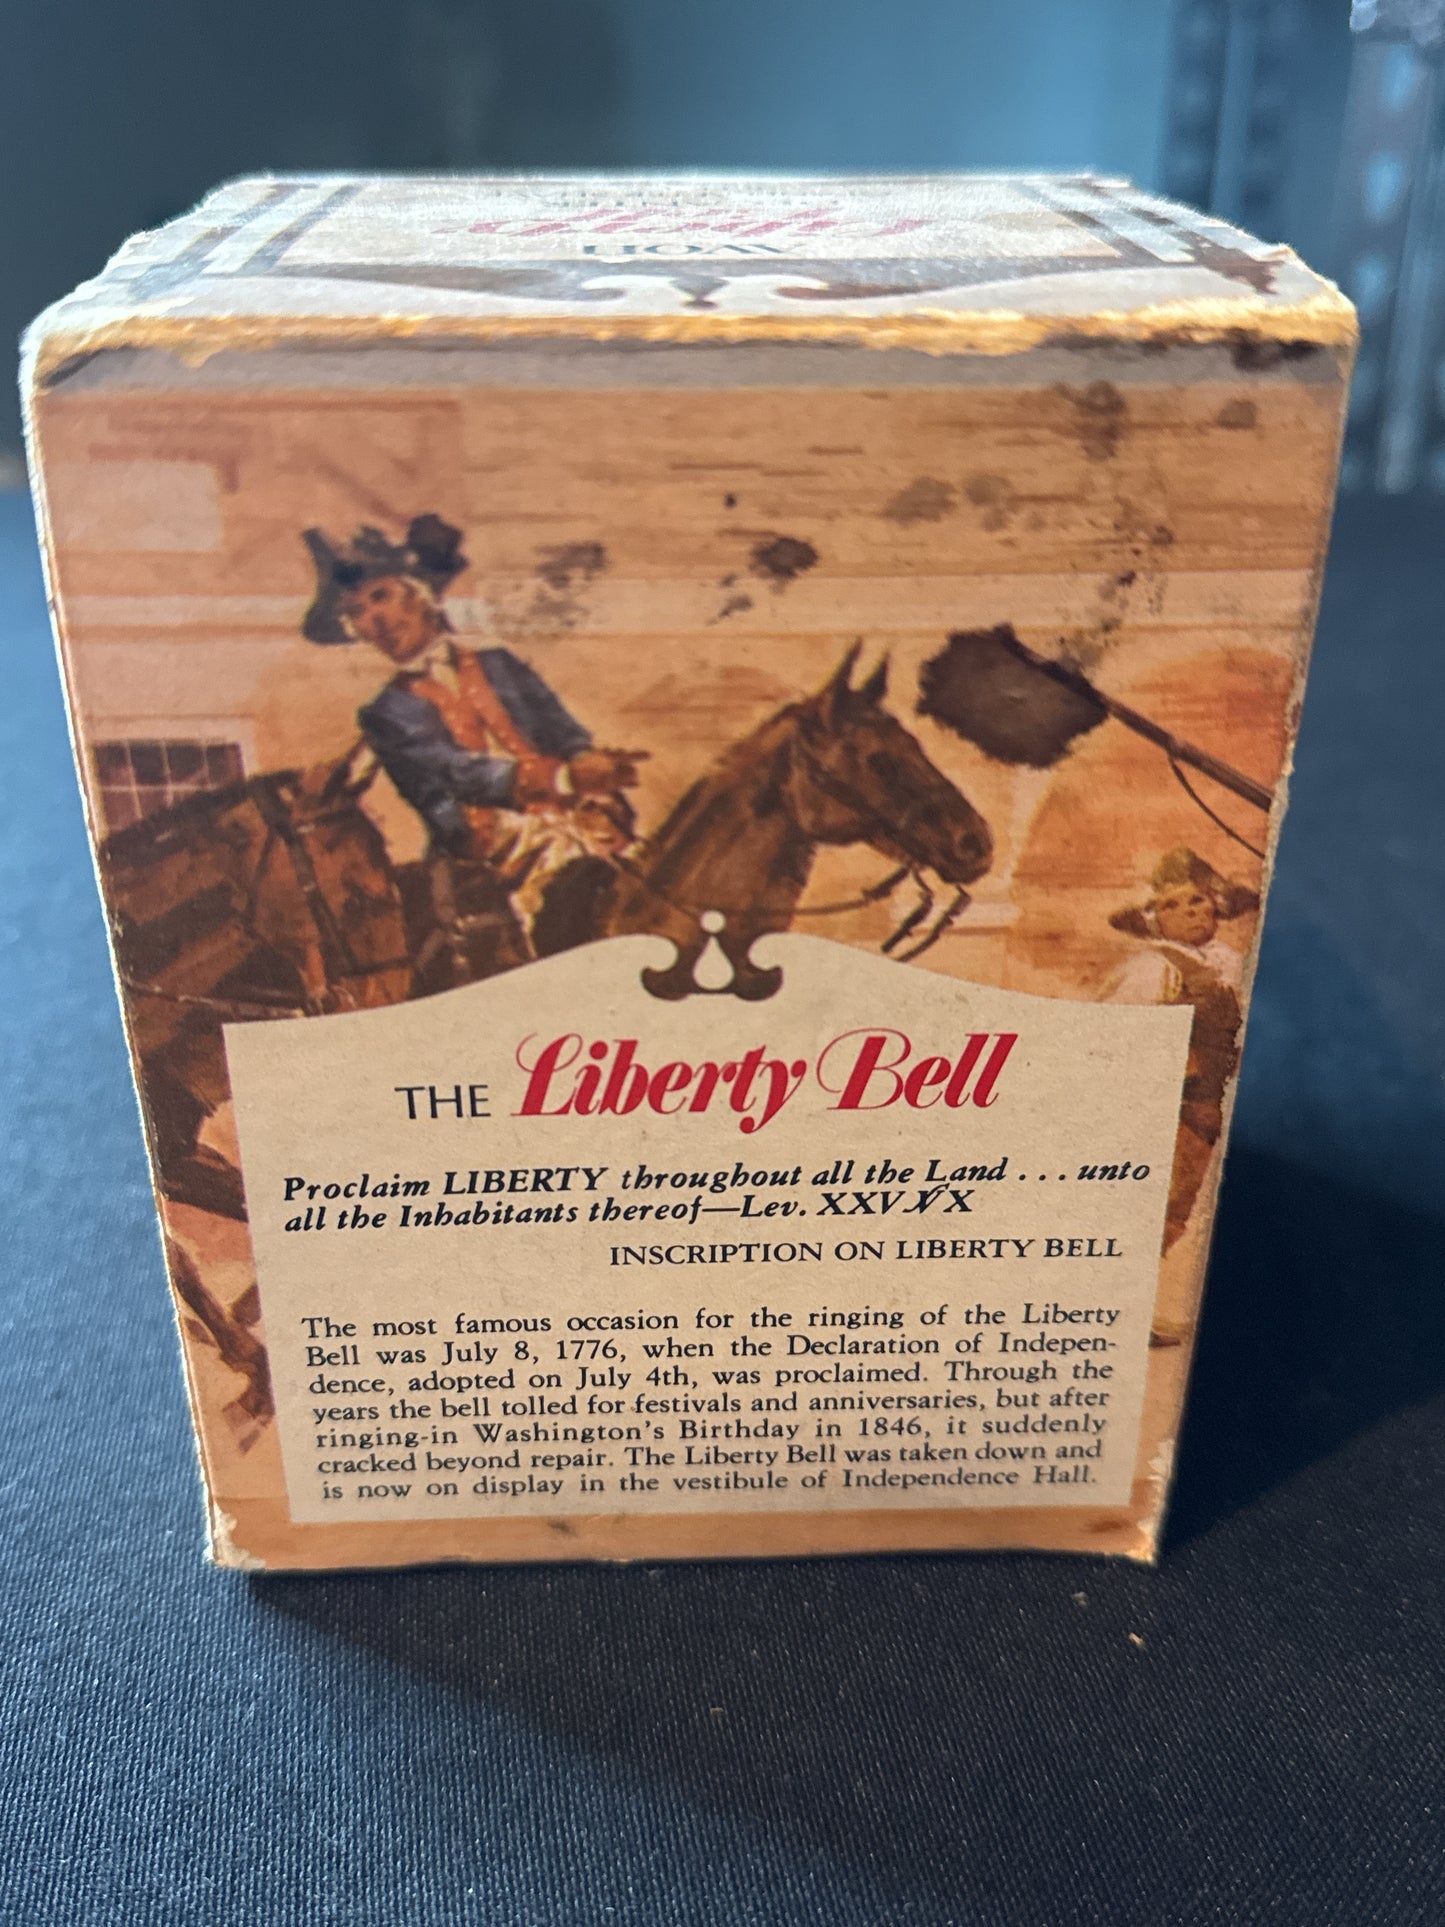 AVON
THE Liberty Bell
Proclaim LIBERTY throughout all the Land . . . unto
all the Inhabitants thereof—Lev. XXV V X
INSCRIPTION ON LIBERTY BELL
The most famous occasion for the ringing of the Liberty
Bell was July 8, 1776, when the Declaration of Indepen-
dence, adopted on July 4th, was proclaimed. Through the
years the bell tolled for festivals and anniversaries, but after
ringing-in Washington's Birthday in 1846, it suddenly
cracked beyond repair. The Liberty Bell was taken down and
is now on display in the vestibule of Independence Hall.